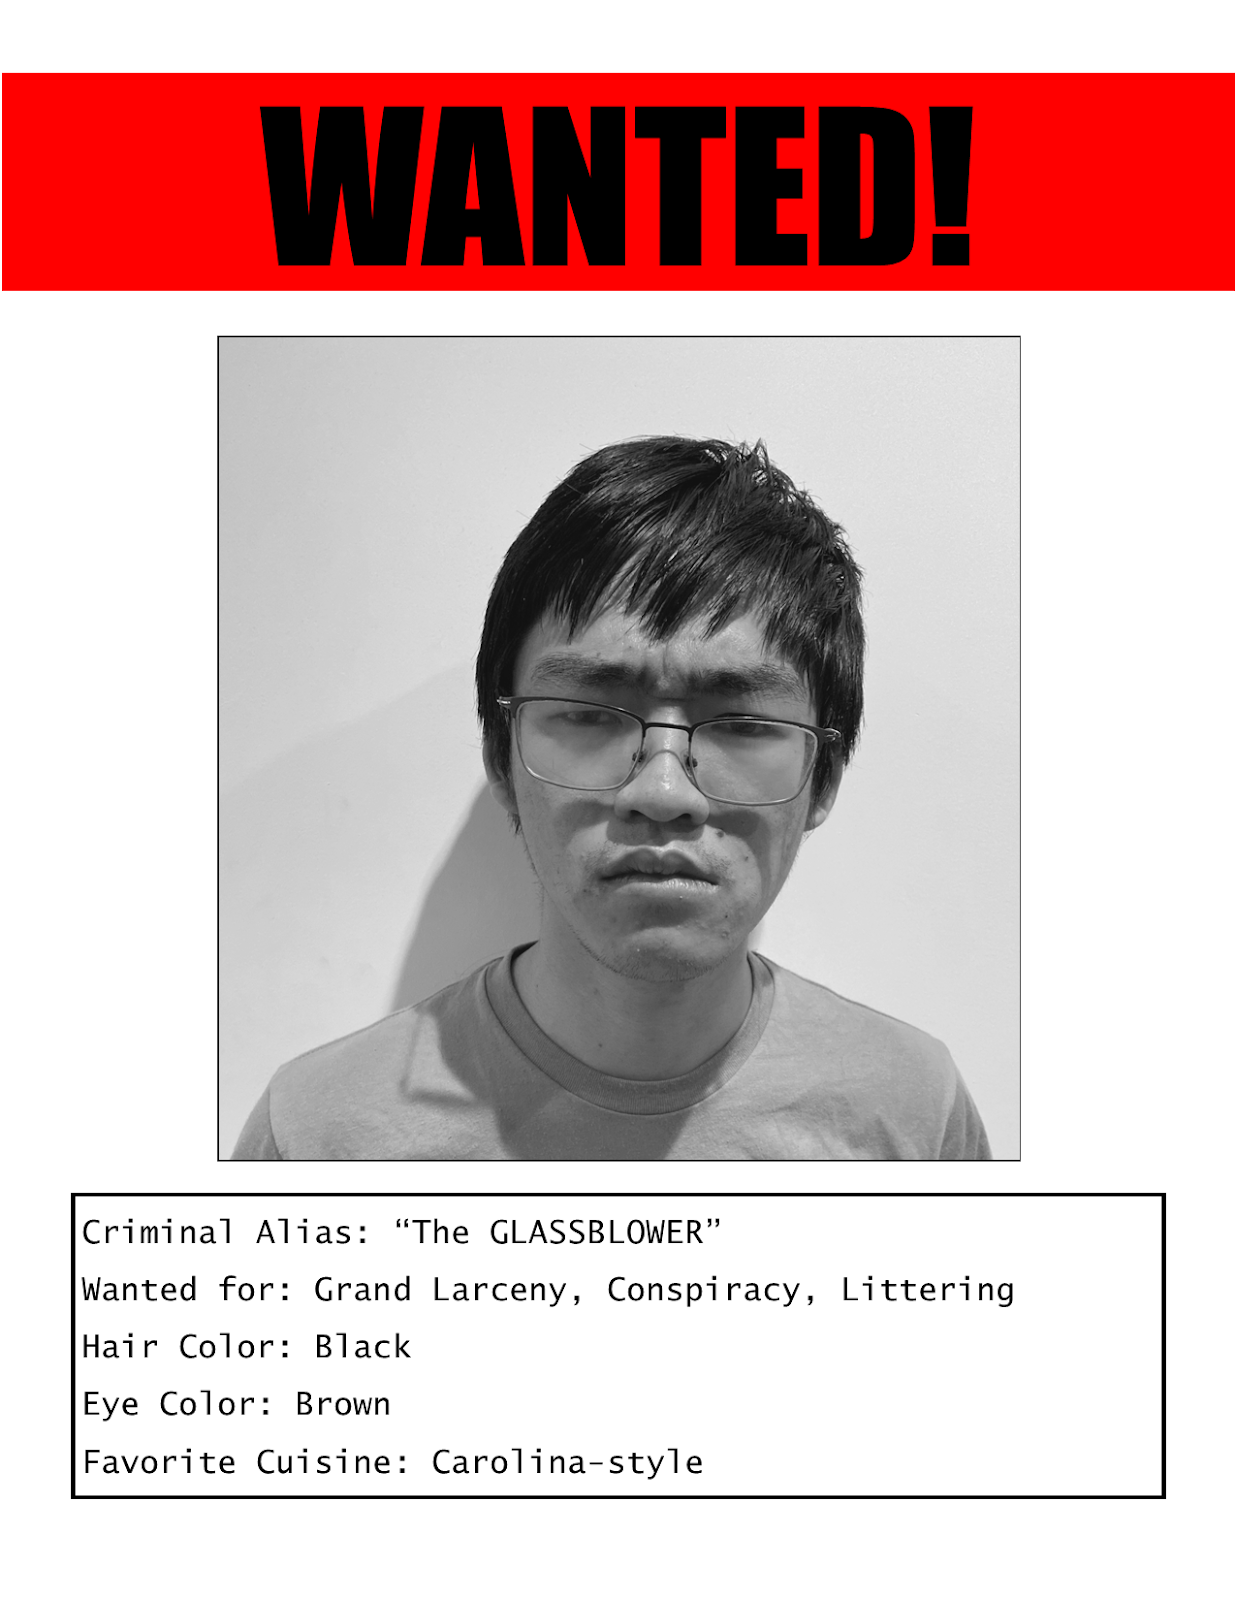 WANTED!
Criminal Alias: “The GLASSBLOWER”
Wanted for: Grand Larceny, Conspiracy, Littering
Hair Color: Black
Eye Color: Brown
Favorite Cuisine: Carolina-style